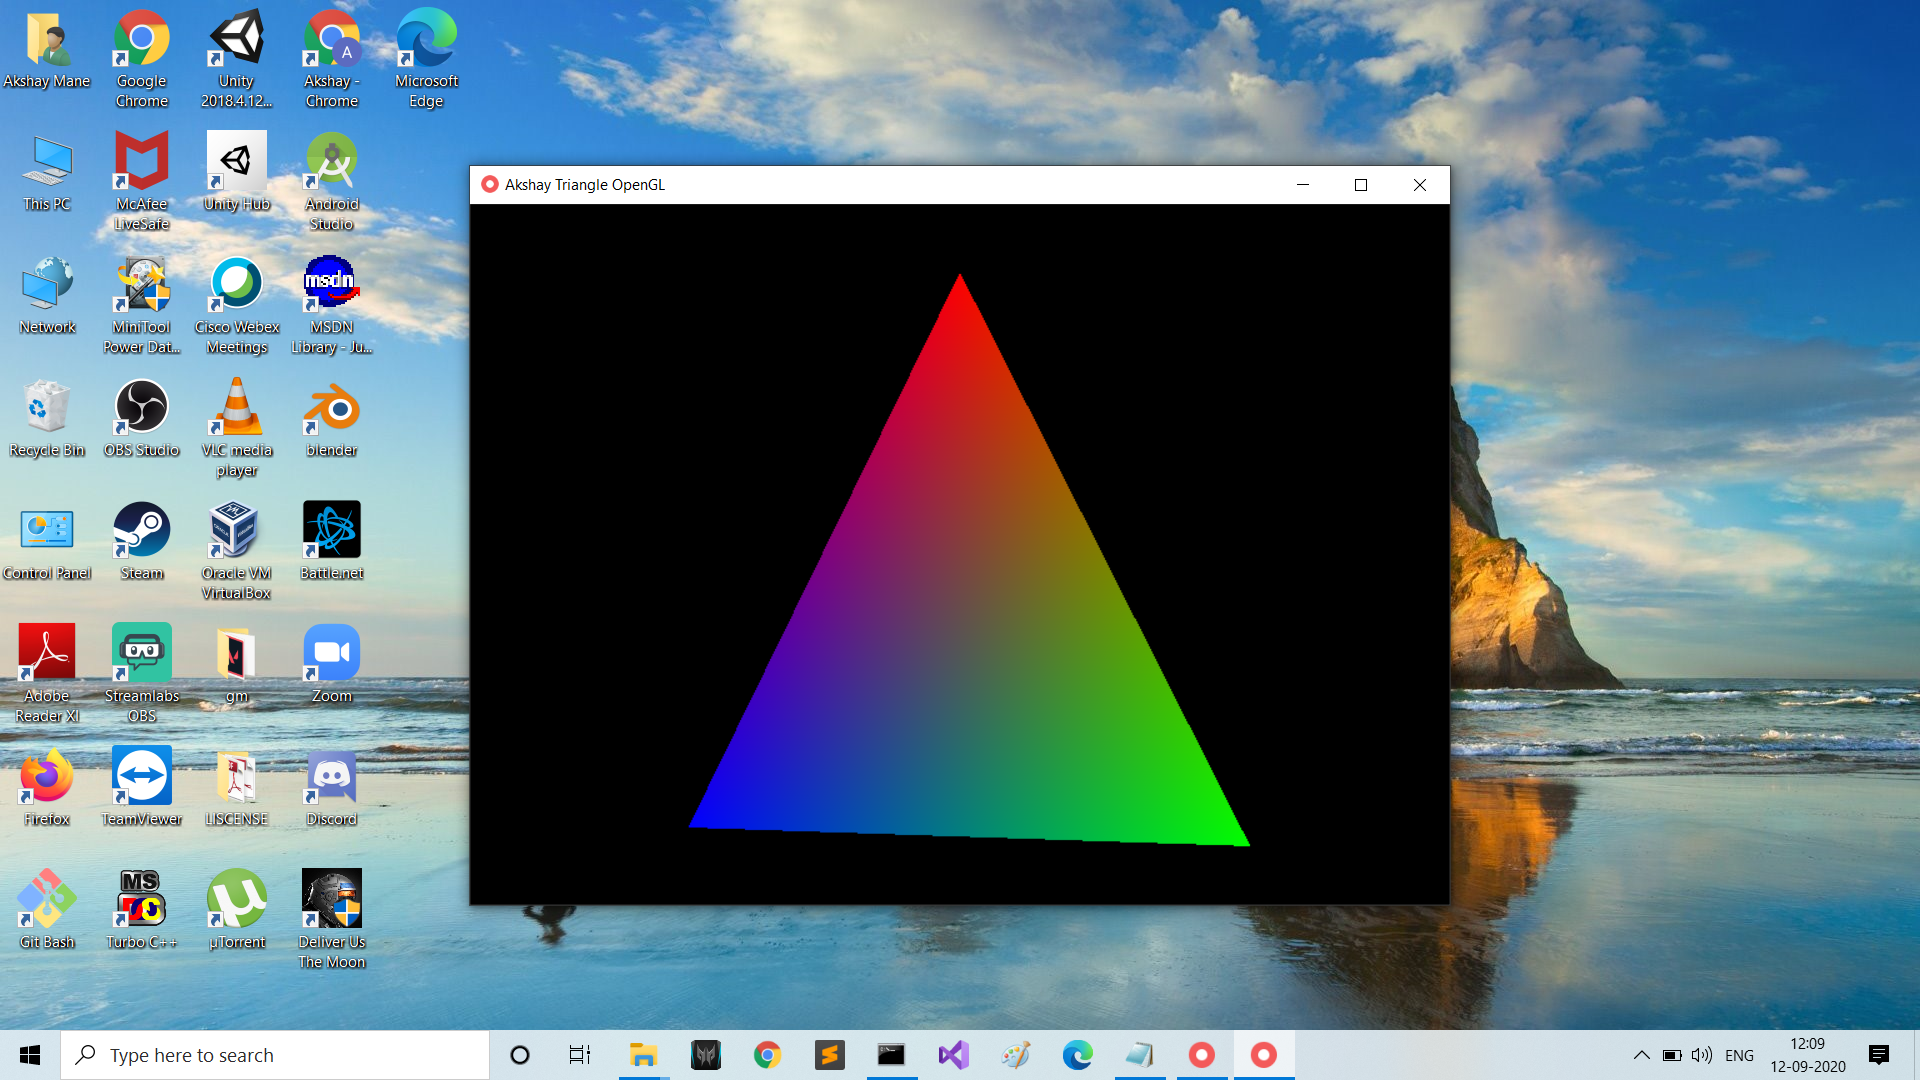 Akshay Mane
Google
Chrome
Unity
2018.4.12...
A
Akshay -
Chrome
Microsoft
Edge
This PC
McAfee
LiveSafe
Unity Hub
Android
Studio
Network
MiniTool
Power Dat...
Cisco Webex
Meetings
msdn
MSDN
Library - Ju...
Recycle Bin
OBS Studio
VLC media
player
blender
Control Panel
Steam
Oracle VM
VirtualBox
Battle.net
Adobe
Reader XI
Streamlabs
OBS
gm
Zoom
Firefox
TeamViewer
LISCENSE
Discord
Git Bash
MS
Turbo C++
µTorrent
Deliver Us
The Moon
Akshay Triangle OpenGL
Type here to search
ENG
12:09
12-09-2020